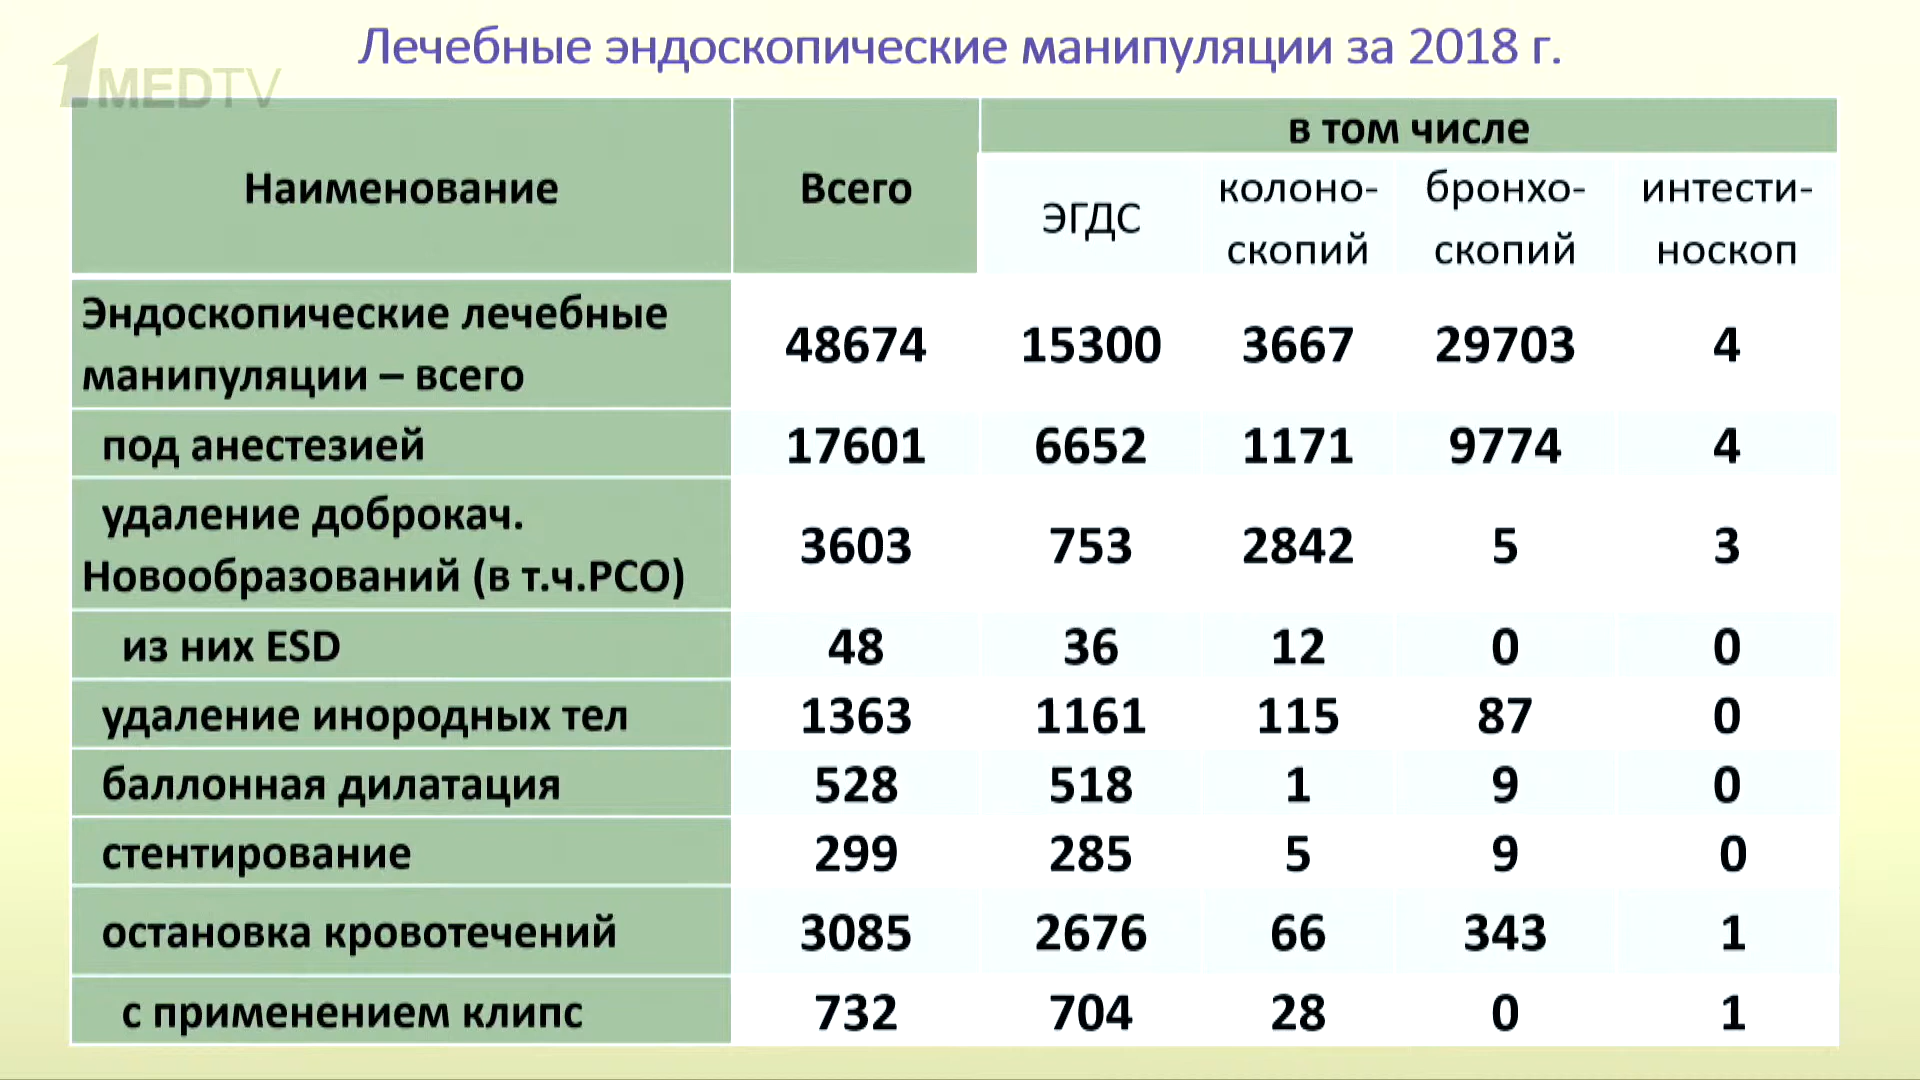 Лечебные эндоскопические манипуляции за 2018 г.
1MEDTV
Наименование
Всего
в том числе
ЭГДС
колоно-
скопий
бронхо-
скопий
интести-
носкоп
Эндоскопические лечебные
манипуляции – всего
48674 15300 3667 29703 4
под анестезией 17601 6652 1171 9774 4
удаление доброкач.
Новообразований (в т.ч.РСО)
3603 753 2842 5 3
из них ESD 48 36 12 0 0
удаление инородных тел 1363 1161 115 87 0
баллонная дилатация 528 518 1 9 0
стентирование 299 285 5 9 0
остановка кровотечений 3085 2676 66 343 1
с применением клипс 732 704 28 0 1